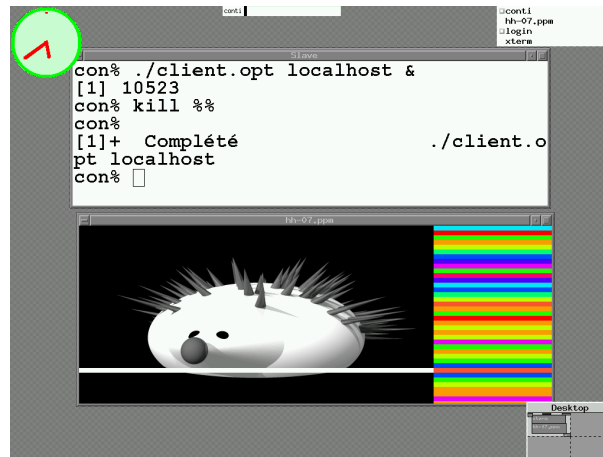 conti
conti
hh-07.ppm
login
xterm
Slave
con% ./client.opt localhost &
[1] 10523
con% kill %%
con%
[1]+  Complété                 ./client.o
pt localhost
con%
hh-07.ppm
Desktop